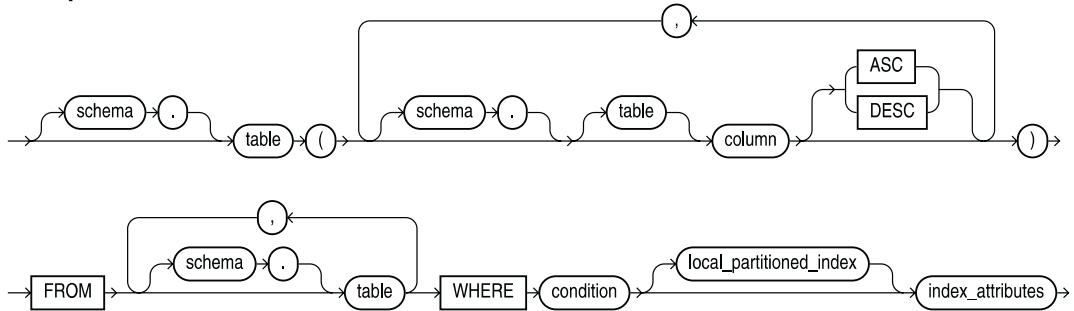 ,
ASC
schema . schema . table DESC
table ( column )
,
schema . local_partitioned_index
FROM table WHERE condition index_attributes